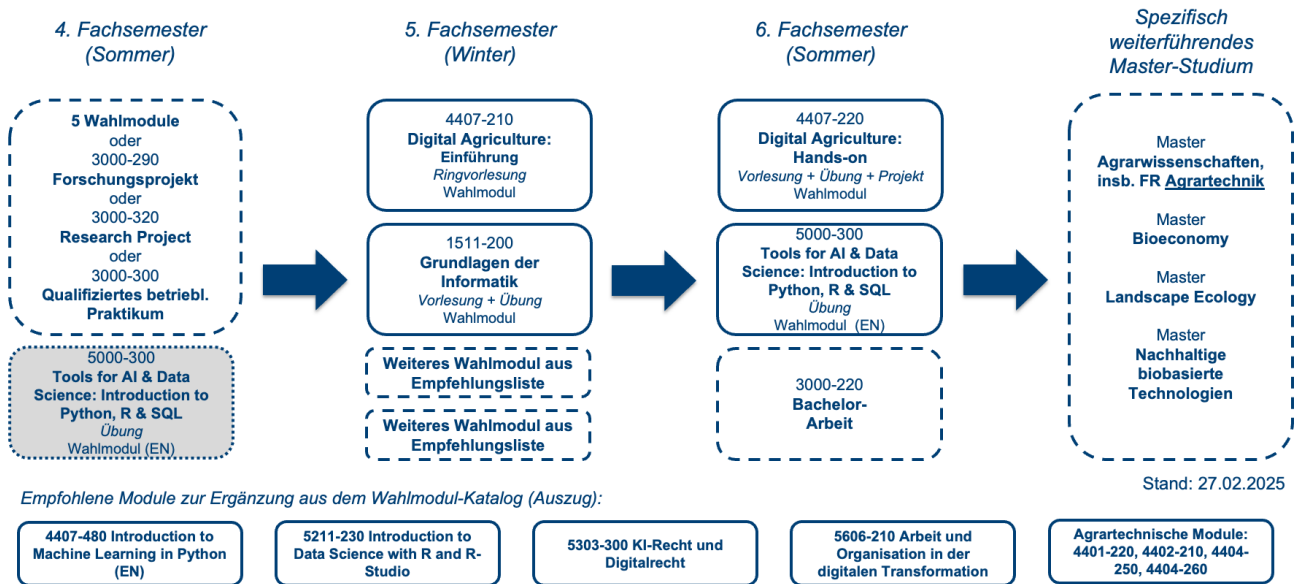 4. Fachsemester
(Sommer)
5 Wahlmodule
oder
3000-290
Forschungsprojekt
oder
3000-320
Research Project
oder
3000-300
Qualifiziertes betriebl.
Praktikum
5000-300
Tools for AI & Data
Science: Introduction to
Python, R & SQL
Übung
Wahlmodul (EN)
5. Fachsemester
(Winter)
4407-210
Digital Agriculture:
Einführung
Ringvorlesung
Wahlmodul
1511-200
Grundlagen der
Informatik
Vorlesung + Übung
Wahlmodul
Weiteres Wahlmodul aus
Empfehlungsliste
Weiteres Wahlmodul aus
Empfehlungsliste
6. Fachsemester
(Sommer)
4407-220
Digital Agriculture:
Hands-on
Vorlesung + Übung + Projekt
Wahlmodul
5000-300
Tools for AI & Data
Science: Introduction to
Python, R & SQL
Übung
Wahlmodul (EN)
3000-220
Bachelor-
Arbeit
Spezifisch
weiterführendes
Master-Studium
Master
Agrarwissenschaften,
insb. FR Agrartechnik
Master
Bioeconomy
Master
Landscape Ecology
Master
Nachhaltige
biobasierte
Technologien
Stand: 27.02.2025
Empfohlene Module zur Ergänzung aus dem Wahlmodul-Katalog (Auszug):
4407-480 Introduction to
Machine Learning in Python
(EN)
5211-230 Introduction to
Data Science with R and R-
Studio
5303-300 KI-Recht und
Digitalrecht
5606-210 Arbeit und
Organisation in der
digitalen Transformation
Agrartechnische Module:
4401-220, 4402-210, 4404-
250, 4404-260